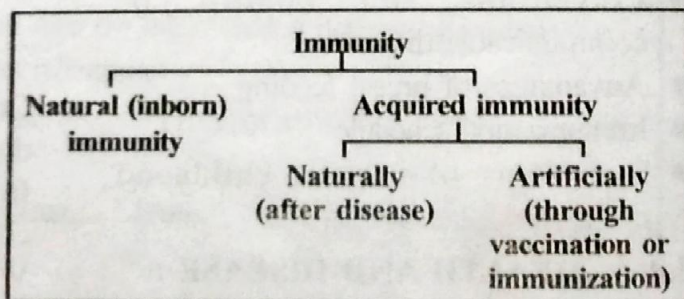 Immunity
Natural (inborn)
immunity
Acquired immunity
Naturally
(after disease)
Artificially
(through
vaccination or
immunization)